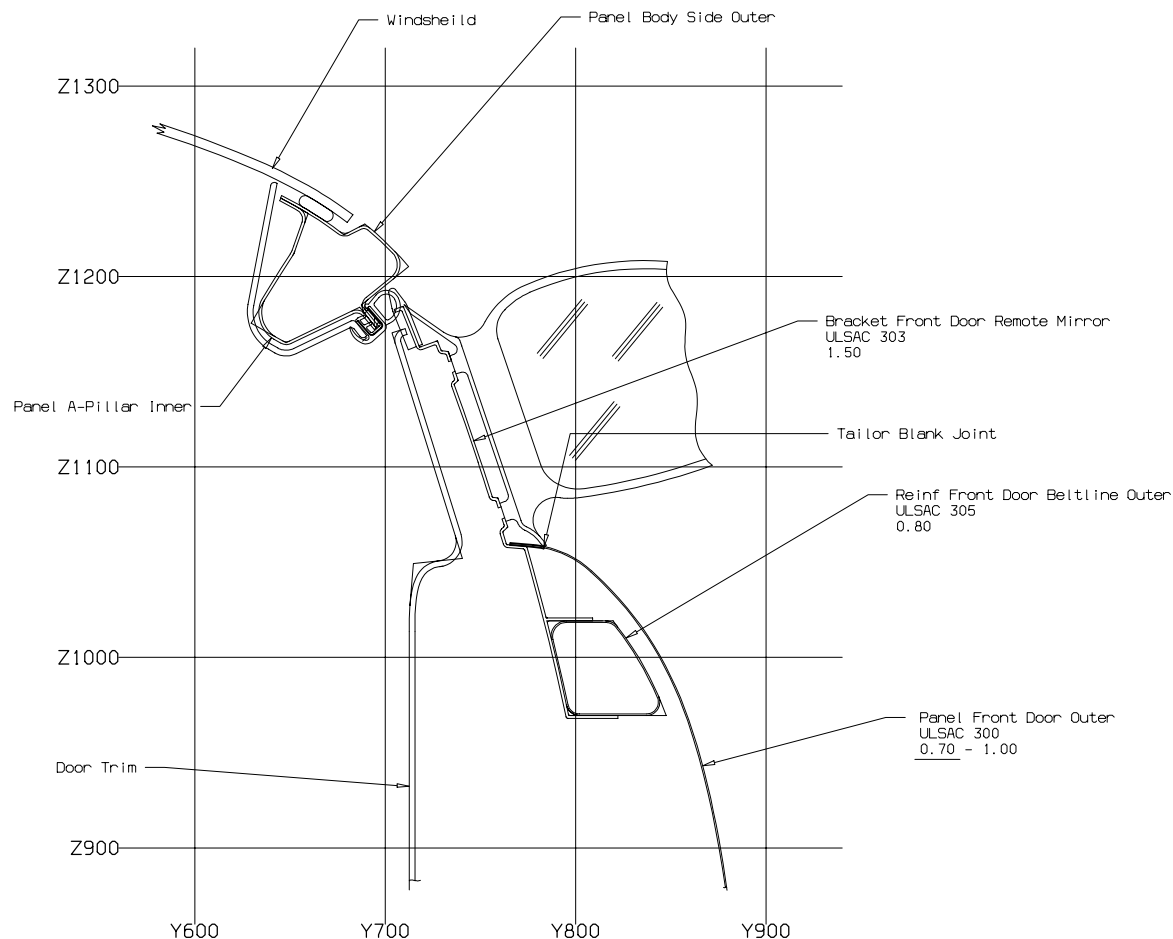 Windsheild
Panel Body Side Outer
Z1300
Z1200
Bracket Front Door Remote Mirror
ULSAC 303
1.50
Panel A-Pillar Inner
Tailor Blank Joint
Z1100
Reinf Front Door Beltline Outer
ULSAC 305
0.80
Z1000
Panel Front Door Outer
ULSAC 300
0.70 - 1.00
Door Trim
Z900
Y600
Y700
Y800
Y900